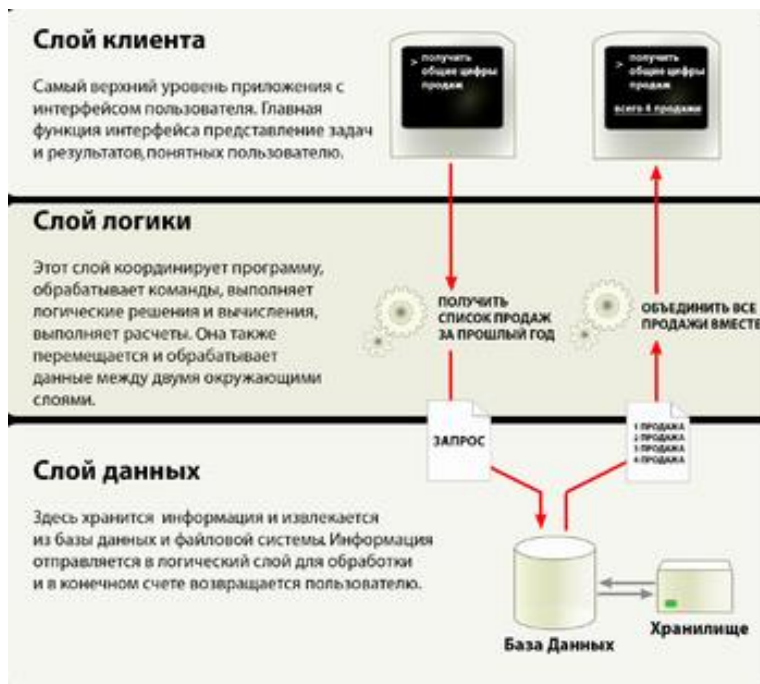 Слой клиента
Самый верхний уровень приложения с
интерфейсом пользователя. Главная
функция интерфейса представление задач
и результатов, понятных пользователю.
> получить
общие цифры
продаж
> получить
общие цифры
продаж
всего 4 продажи
Слой логики
Этот слой координирует программу,
обрабатывает команды, выполняет
логические решения и вычисления,
выполняет расчеты. Она также
перемещается и обрабатывает
данные между двумя окружающими
слоями.
ПОЛУЧИТЬ
СПИСОК ПРОДАЖ
ЗА ПРОШЛЫЙ ГОД
ОБЪЕДИНИТЬ ВСЕ
ПРОДАЖИ ВМЕСТЕ
ЗАПРОС
1 ПРОДАЖА
2 ПРОДАЖА
3 ПРОДАЖА
4 ПРОДАЖА
Слой данных
Здесь хранится информация и извлекается
из базы данных и файловой системы. Информация
отправляется в логический слой для обработки
и в конечном счете возвращается пользователю.
База Данных
Хранилище